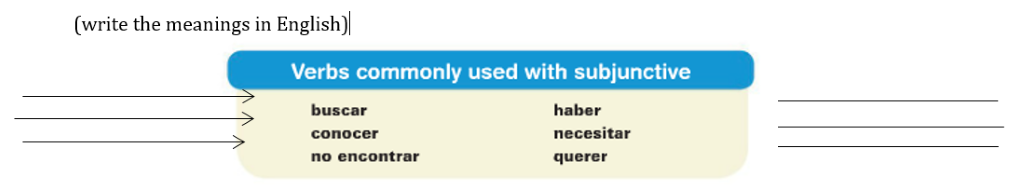 (write the meanings in English)
Verbs commonly used with subjunctive
buscar haber
conocer necesitar
no encontrar querer